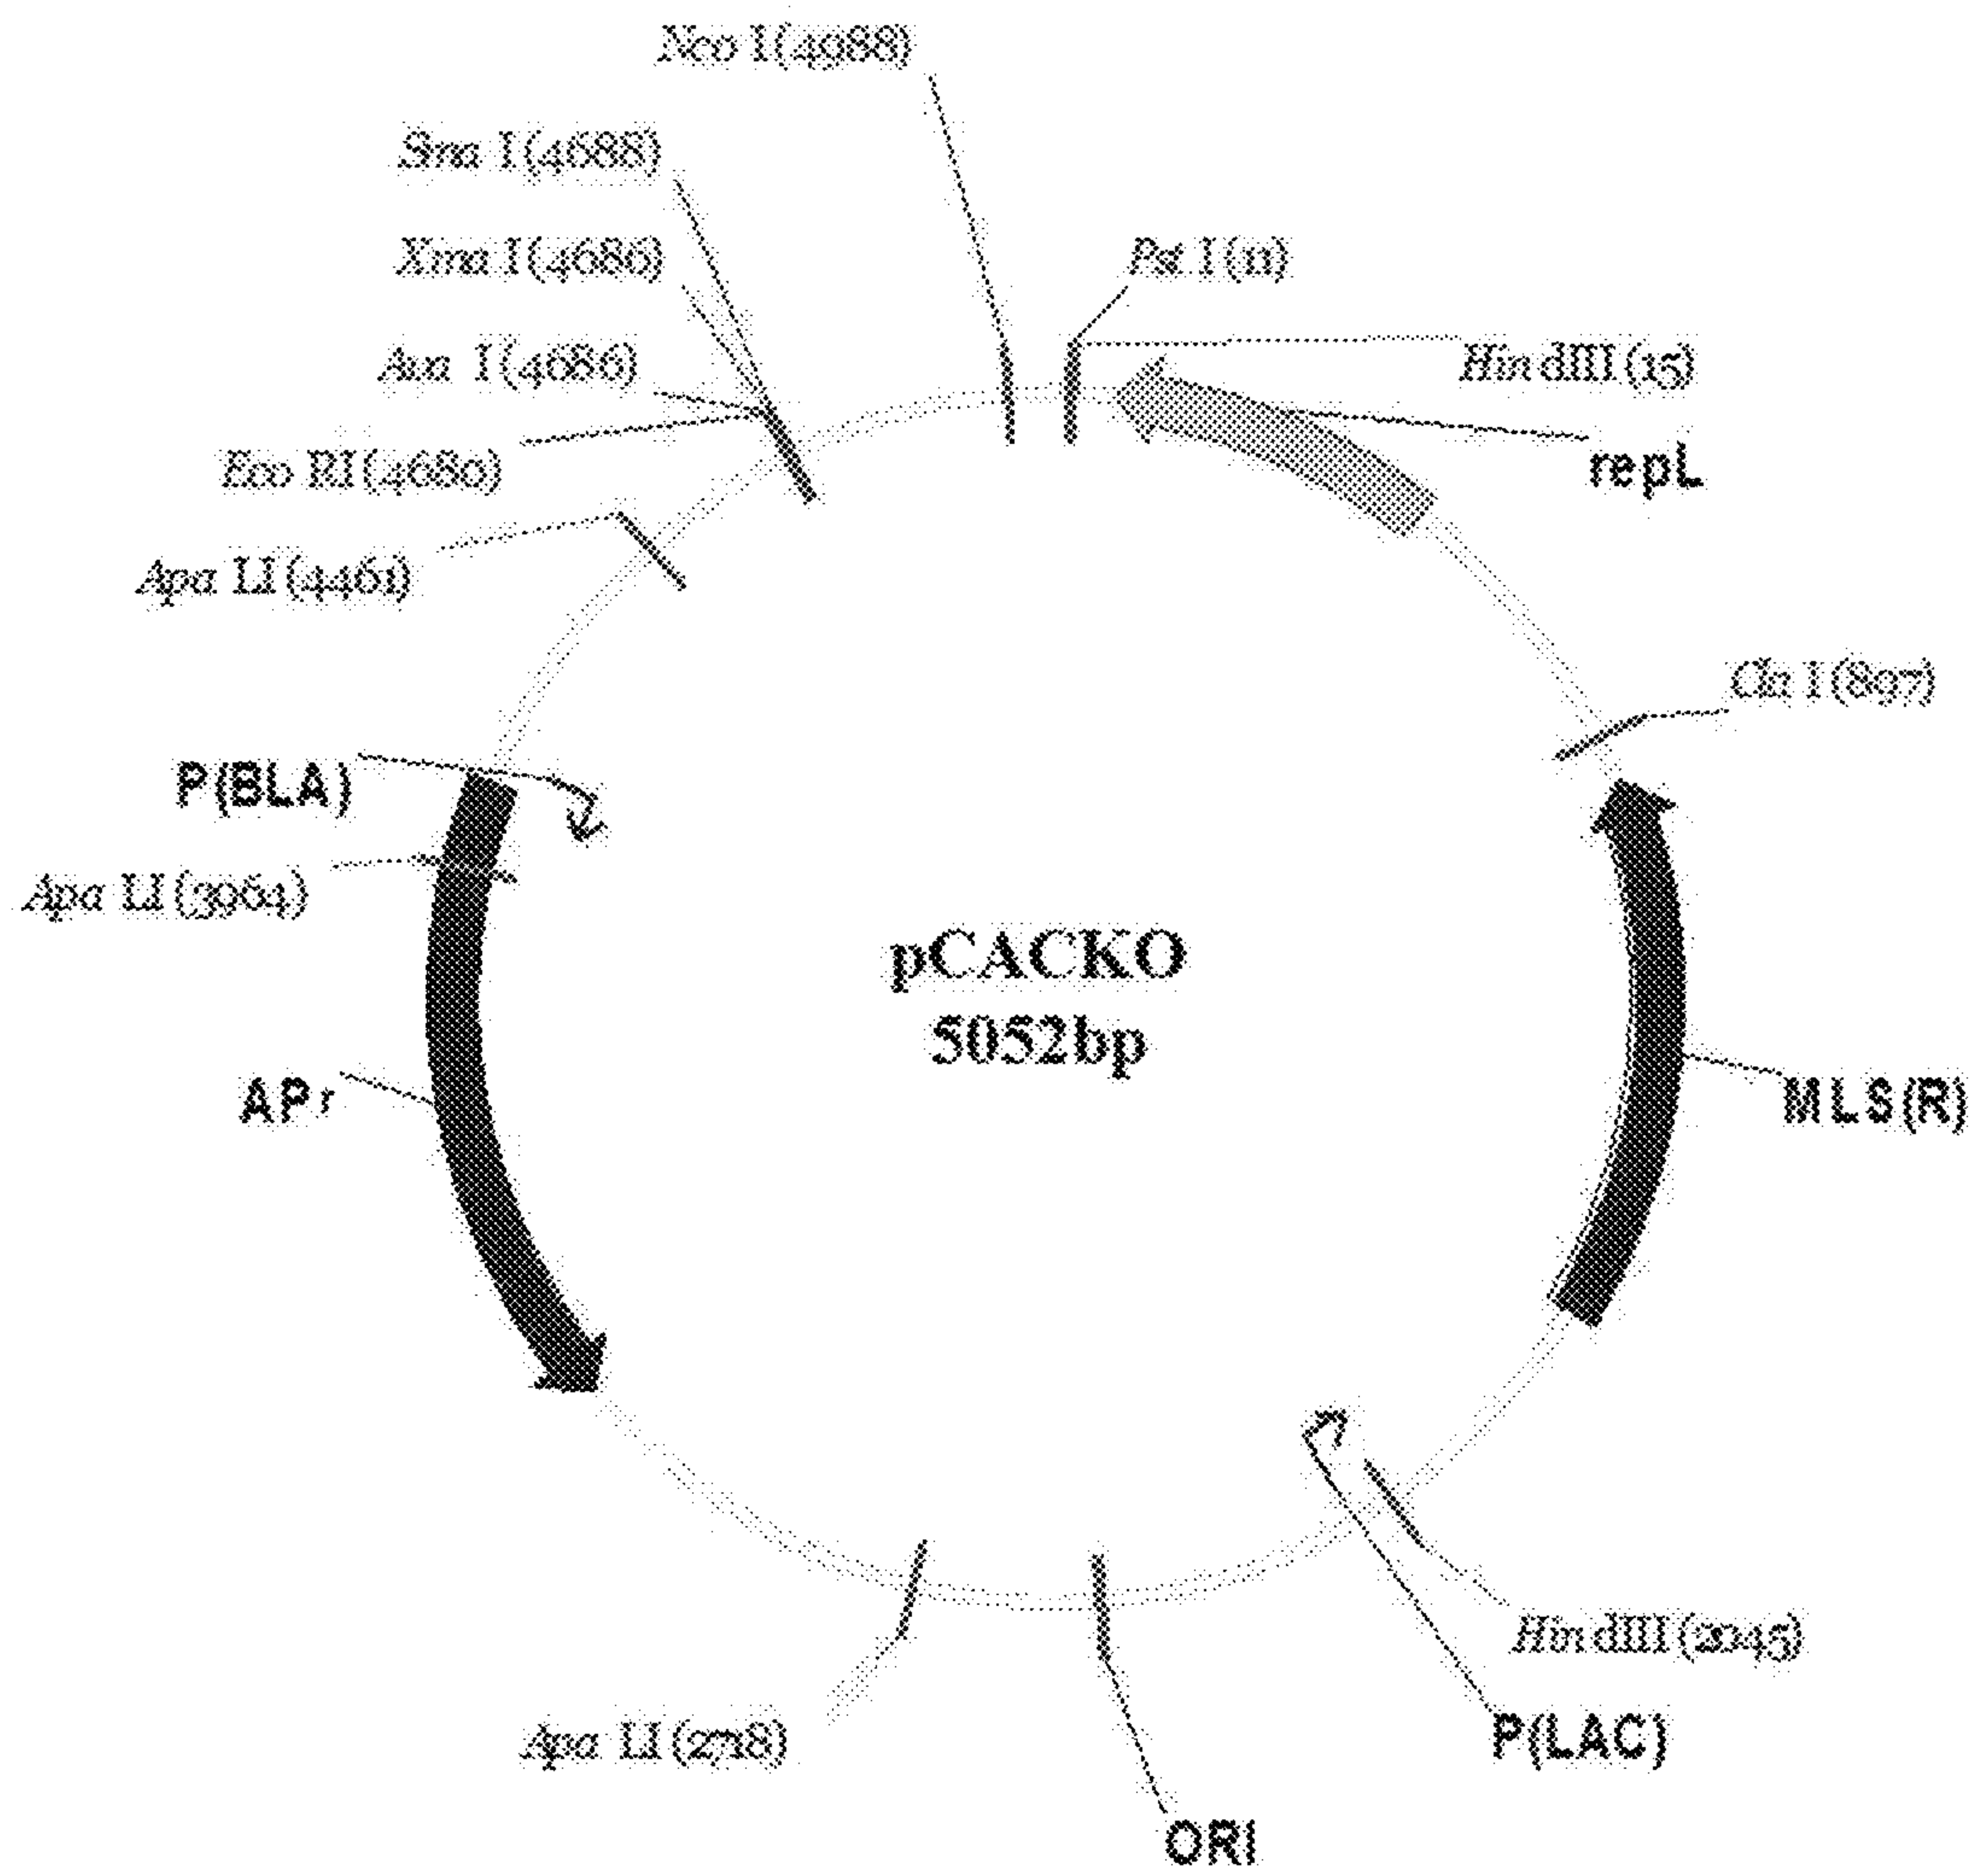 Nco I (4988)
Sma I (4688)
Xma I (4686)
Ava I (4686)
Eco RI (4680)
Apa LI (4461)
Pst I (11)
Hin dIII (15)
repL
Cla I (897)
P(BLA)
Apa LI (3964)
pCACKO
5052bp
APr
MLS(R)
Hin dIII (2045)
P(LAC)
Apa LI (2718)
ORI